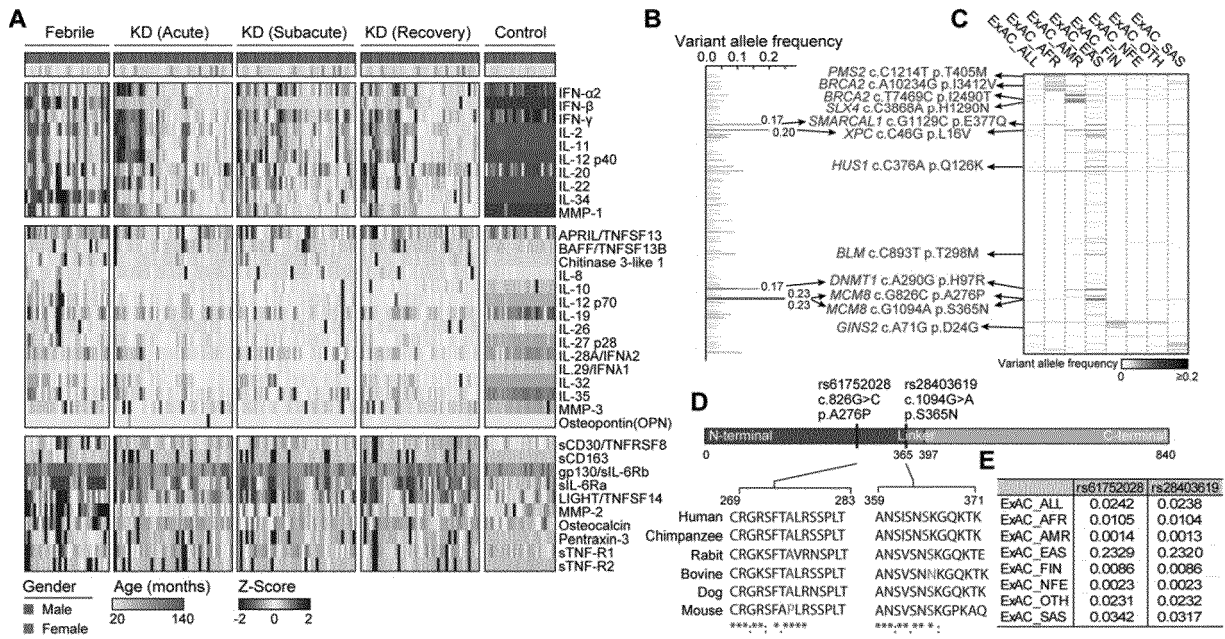 A
Febrile KD (Acute) KD (Subacute) KD (Recovery) Control
IFN-α2
IFN-β
IFN-γ
IL-2
IL-11
IL-12 p40
IL-20
IL-22
IL-34
MMP-1
APRIL/TNFSF13
BAFF/TNFSF13B
Chitinase 3-like 1
IL-8
IL-10
IL-12 p70
IL-19
IL-26
IL-27 p28
IL-28A/IFNλ2
IL.29/IFNλ1
IL-32
IL-35
MMP-3
Osteopontin(OPN)
sCD30/TNFRSF8
sCD163
gp130/sIL-6Rb
sIL-6Ra
LIGHT/TNFSF14
MMP-2
Osteocalcin
Pentraxin-3
sTNF-R1
sTNF-R2
Gender
Male
Female
Age (months)
20 140
Z-Score
-2 0 2
B
Variant allele frequency
0.0 0.1 0.2
0.17
0.20
0.17
0.23
0.23
PMS2 c.C1214T p.T405M
BRCA2 c.A10234G p.I3412V
BRCA2 c.T7469C p.I2490T
SLX4 c.C3868A p.H1290N
SMARCAL1 c.G1129C p.E377Q
XPC c.C46G p.L16V
HUS1 c.C376A p.Q126K
BLM c.C893T p.T298M
DNMT1 c.A290G p.H97R
MCM8 c.G826C p.A276P
MCM8 c.G1094A p.S365N
GINS2 c.A71G p.D24G
C
ExAC_ALL
ExAC_AFR
ExAC_AMR
ExAC_EAS
ExAC_FIN
ExAC_NFE
ExAC_OTH
ExAC_SAS
Variant allele frequency
0 ≥0.2
D
rs61752028 rs28403619
c.826G>C c.1094G>A
p.A276P p.S365N
N-terminal Linker C-terminal
0 365 397 840
269 283 359 371
Human CRGRSFTALRSSPLT ANSISNSKGQKTK
Chimpanzee CRGRSFTALRSSPLT ANSISNSKGQKTK
Rabit CRGKSFTAVRNSPLT ANSVSNSKGQKTE
Bovine CRGKSFTALRNSPLT ANSVSNNKGQKTK
Dog CRGKSFTALRNSPLT ANSVSNSKGQKTK
Mouse CRGRSFAPLRSSPLT ANSVSNSKGPKAQ
E
rs61752028 rs28403619
ExAC_ALL 0.0242 0.0238
ExAC_AFR 0.0105 0.0104
ExAC_AMR 0.0014 0.0013
ExAC_EAS 0.2329 0.2320
ExAC_FIN 0.0086 0.0086
ExAC_NFE 0.0023 0.0023
ExAC_OTH 0.0231 0.0232
ExAC_SAS 0.0342 0.0317